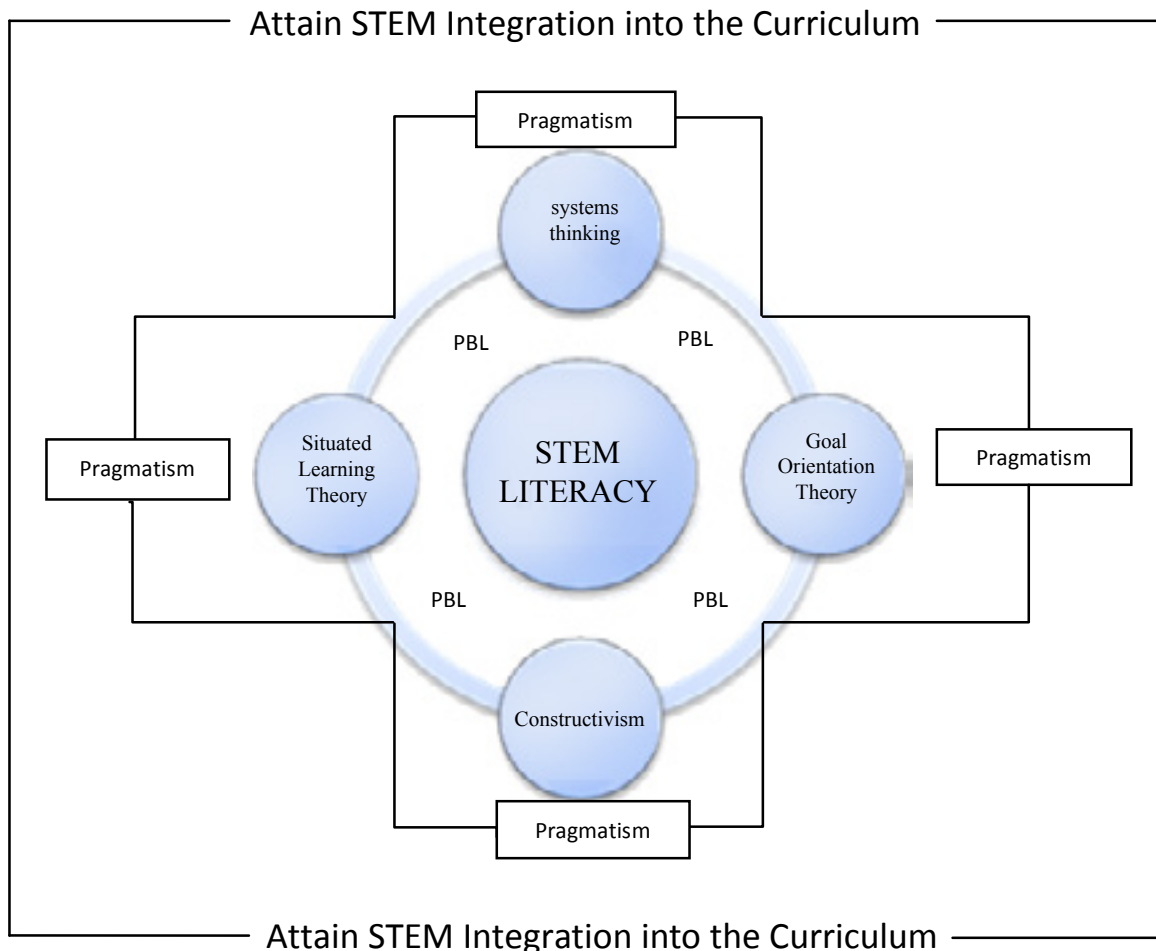 Attain STEM Integration into the Curriculum
Pragmatism
systems
thinking
PBL
PBL
Situated
Learning
Theory
STEM
LITERACY
Goal
Orientation
Theory
Pragmatism
Pragmatism
PBL
PBL
Constructivism
Pragmatism
Attain STEM Integration into the Curriculum